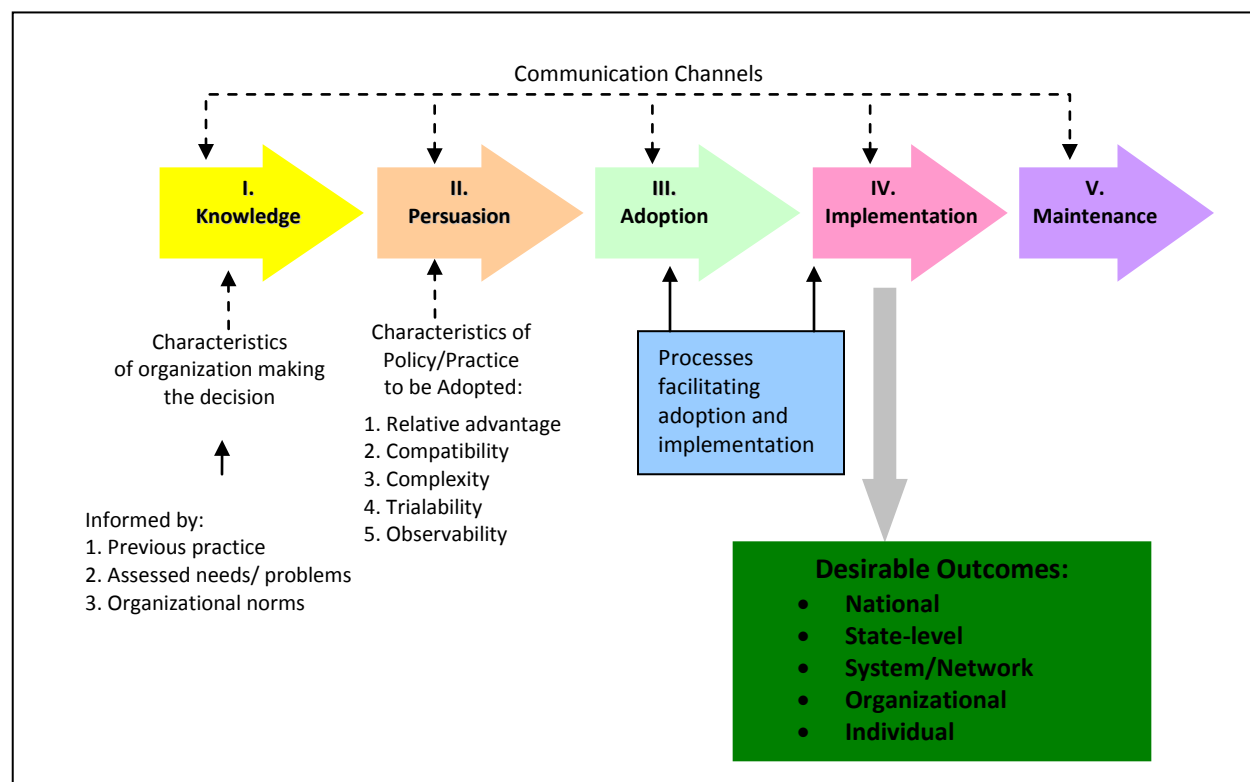 Communication Channels
I.
Knowledge
II.
Persuasion
III.
Adoption
IV.
Implementation
V.
Maintenance
Characteristics
of organization making
the decision
Informed by:
1. Previous practice
2. Assessed needs/ problems
3. Organizational norms
Characteristics of
Policy/Practice
to be Adopted:
1. Relative advantage
2. Compatibility
3. Complexity
4. Trialability
5. Observability
Processes
facilitating
adoption and
implementation
Desirable Outcomes:
• National
• State-level
• System/Network
• Organizational
• Individual